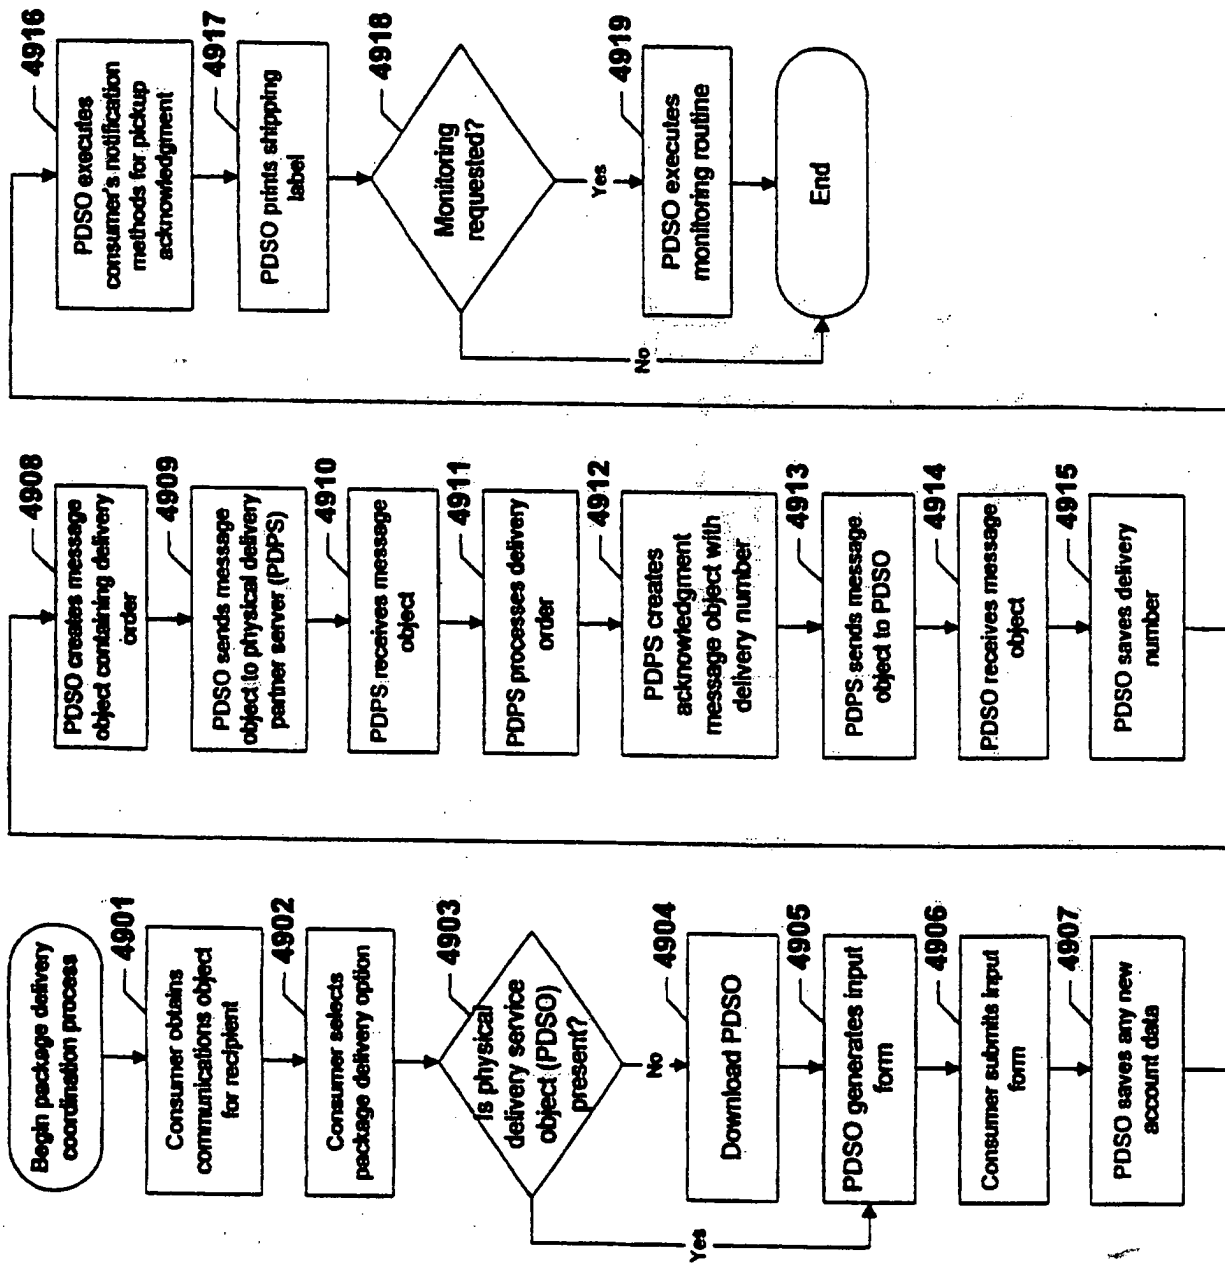 Begin package delivery
coordination process
4901
Consumer obtains
communications object
for recipient
4902
Consumer selects
package delivery option
4903
Is physical
delivery service
object (PDSO)
present?
No
Yes
4904
Download PDSO
4905
PDSO generates input
form
4906
Consumer submits input
form
4907
PDSO saves any new
account data
4908
PDSO creates message
object containing delivery
order
4909
PDSO sends message
object to physical delivery
partner server (PDPS)
4910
PDPS receives message
object
4911
PDPS processes delivery
order
4912
PDPS creates
acknowledgment
message object with
delivery number
4913
PDPS sends message
object to PDSO
4914
PDSO receives message
object
4915
PDSO saves delivery
number
4916
PDSO executes
consumer's notification
methods for pickup
acknowledgment
4917
PDSO prints shipping
label
4918
Monitoring
requested?
Yes
No
4919
PDSO executes
monitoring routine
End